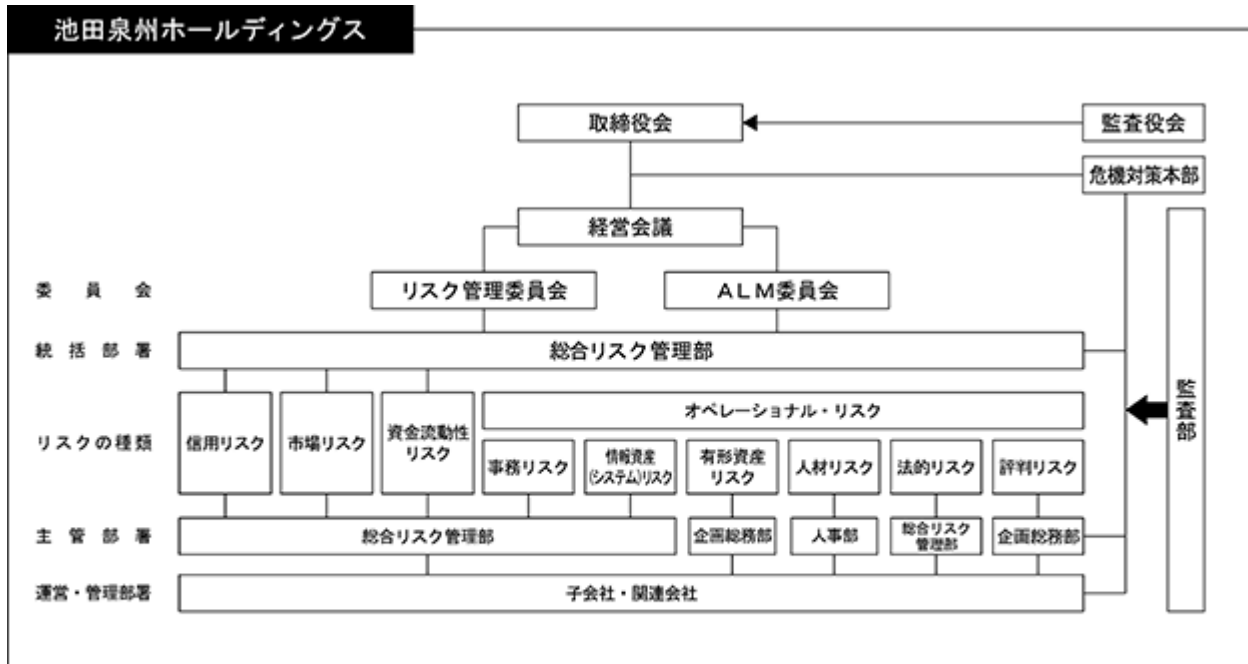 池田泉州ホールディングス
取締役会
監査役会
危機対策本部
経営会議
委員会
リスク管理委員会
ALM委員会
統括部署
総合リスク管理部
監査部
リスクの種類
信用リスク
市場リスク
資金流動性
リスク
オペレーショナル・リスク
事務リスク
情報資産
(システム)リスク
有形資産
リスク
人材リスク
法的リスク
評判リスク
主管部署
総合リスク管理部
企画総務部
人事部
総合リスク
管理部
企画総務部
運営・管理部署
子会社・関連会社